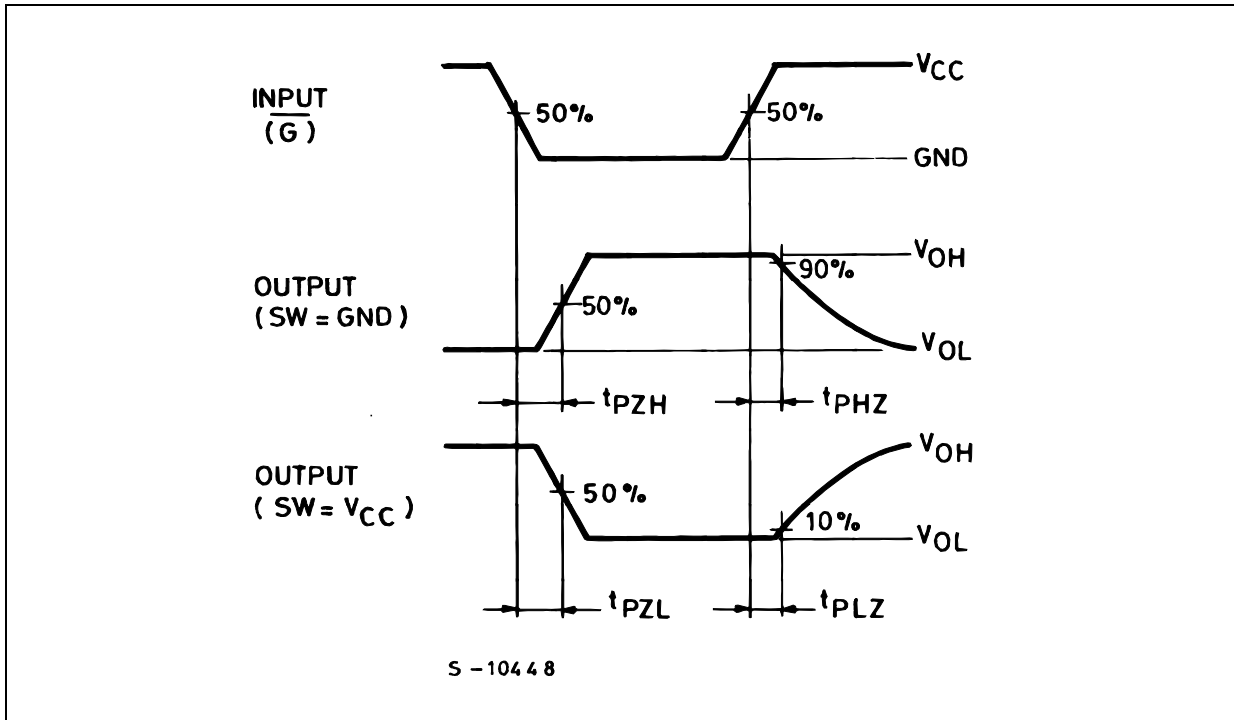 INPUT
(G̅)
50%
50%
VCC
GND
OUTPUT
(SW = GND)
50%
90%
VOH
VOL
tPZH
tPHZ
OUTPUT
(SW = VCC)
50%
10%
VOH
VOL
tPZL
tPLZ
S-10448